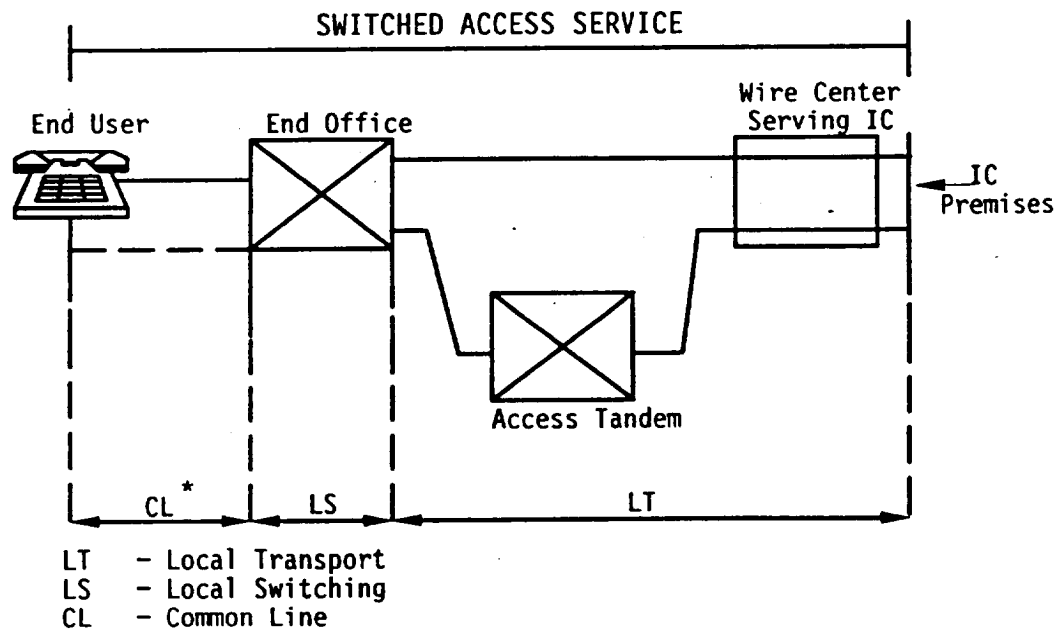 SWITCHED ACCESS SERVICE
Wire Center
Serving IC
End User
End Office
IC
Premises
Access Tandem
CL*
LS
LT
LT - Local Transport
LS - Local Switching
CL - Common Line